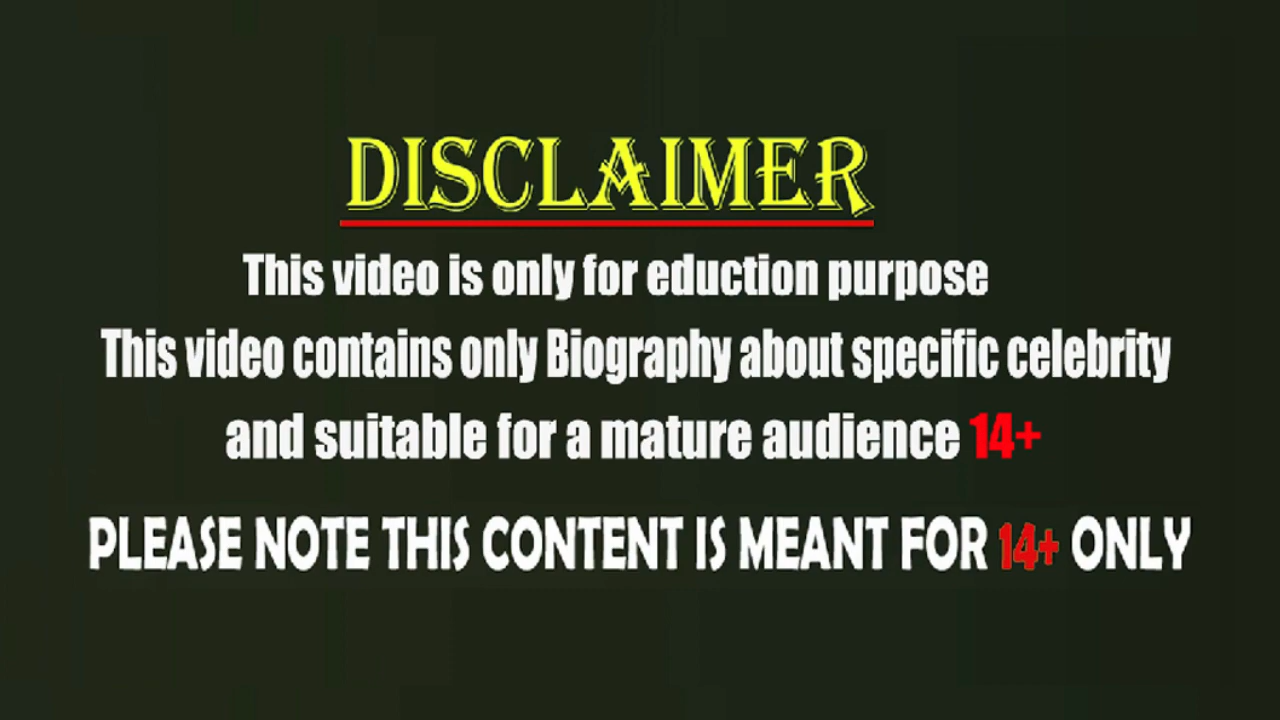 DISCLAIMER
This video is only for eduction purpose
This video contains only Biography about specific celebrity
and suitable for a mature audience 14+
PLEASE NOTE THIS CONTENT IS MEANT FOR 14+ ONLY